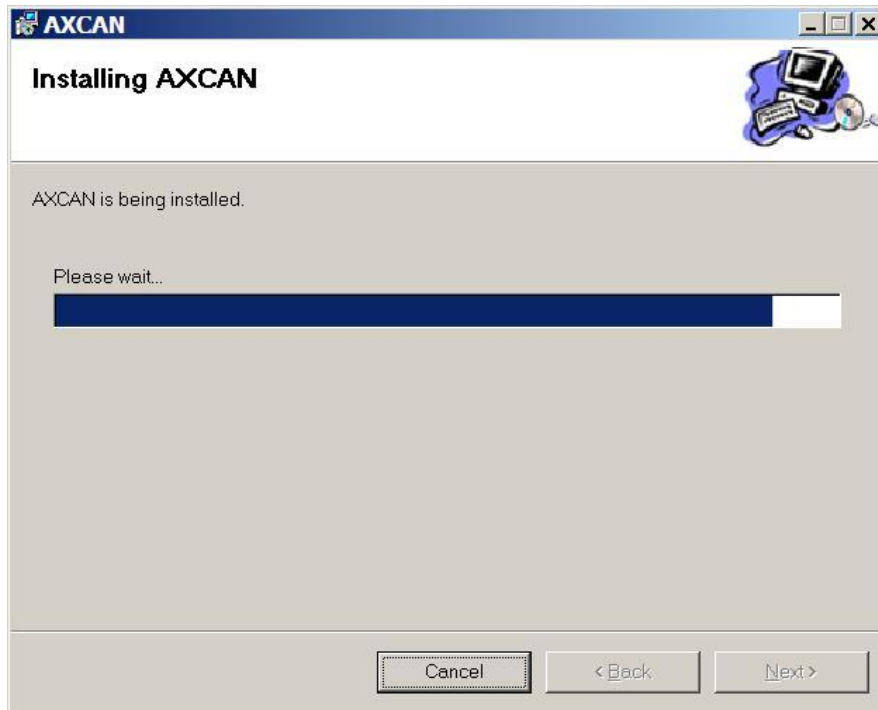 AXCAN
Installing AXCAN
AXCAN is being installed.
Please wait...
Cancel
< Back
Next >